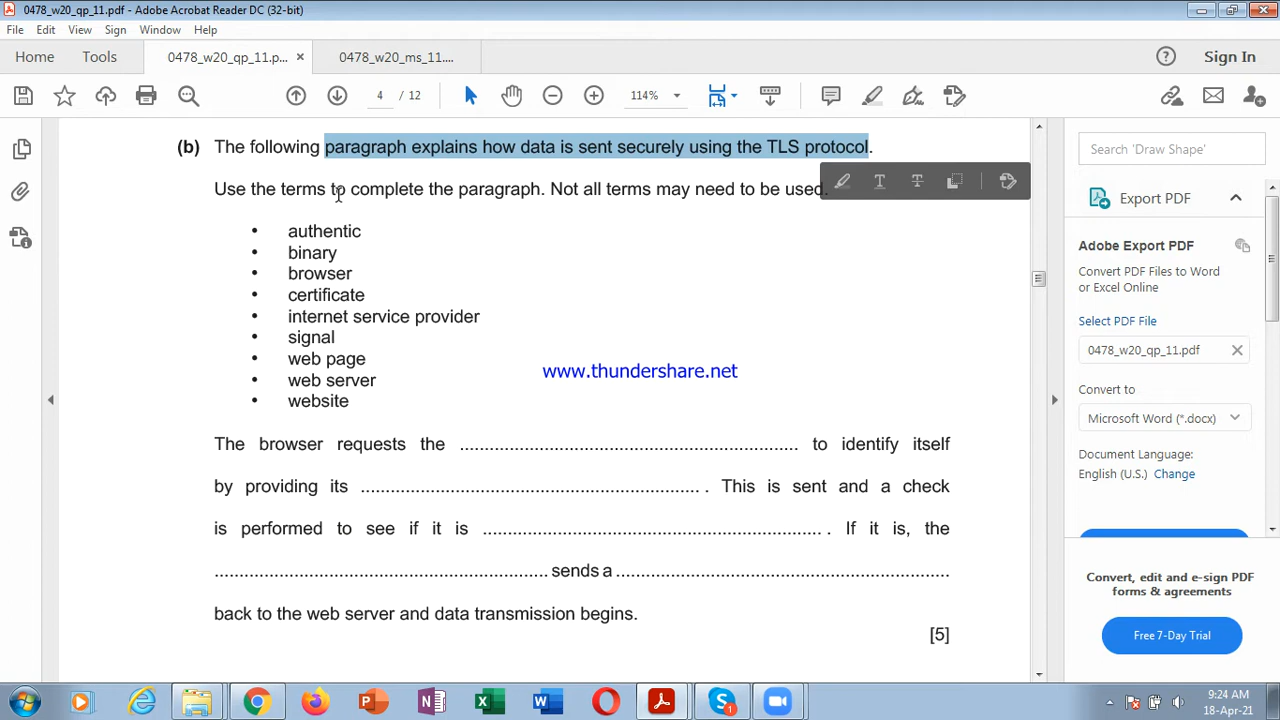 0478_w20_qp_11.pdf - Adobe Acrobat Reader DC (32-bit)
File Edit View Sign Window Help
Home Tools 0478_w20_qp_11.p... × 0478_w20_ms_11.... Sign In
4 / 12 114%
(b) The following paragraph explains how data is sent securely using the TLS protocol.
Use the terms to complete the paragraph. Not all terms may need to be used.
• authentic
• binary
• browser
• certificate
• internet service provider
• signal
• web page
• web server
• website
www.thundershare.net
The browser requests the .................................................................. to identify itself
by providing its .................................................................. . This is sent and a check
is performed to see if it is .................................................................. . If it is, the
.................................................................. sends a ..................................................................
back to the web server and data transmission begins.
[5]
Search 'Draw Shape'
Export PDF
Adobe Export PDF
Convert PDF Files to Word
or Excel Online
Select PDF File
0478_w20_qp_11.pdf
Convert to
Microsoft Word (*.docx)
Document Language:
English (U.S.) Change
Convert, edit and e-sign PDF
forms & agreements
Free 7-Day Trial
9:24 AM
18-Apr-21